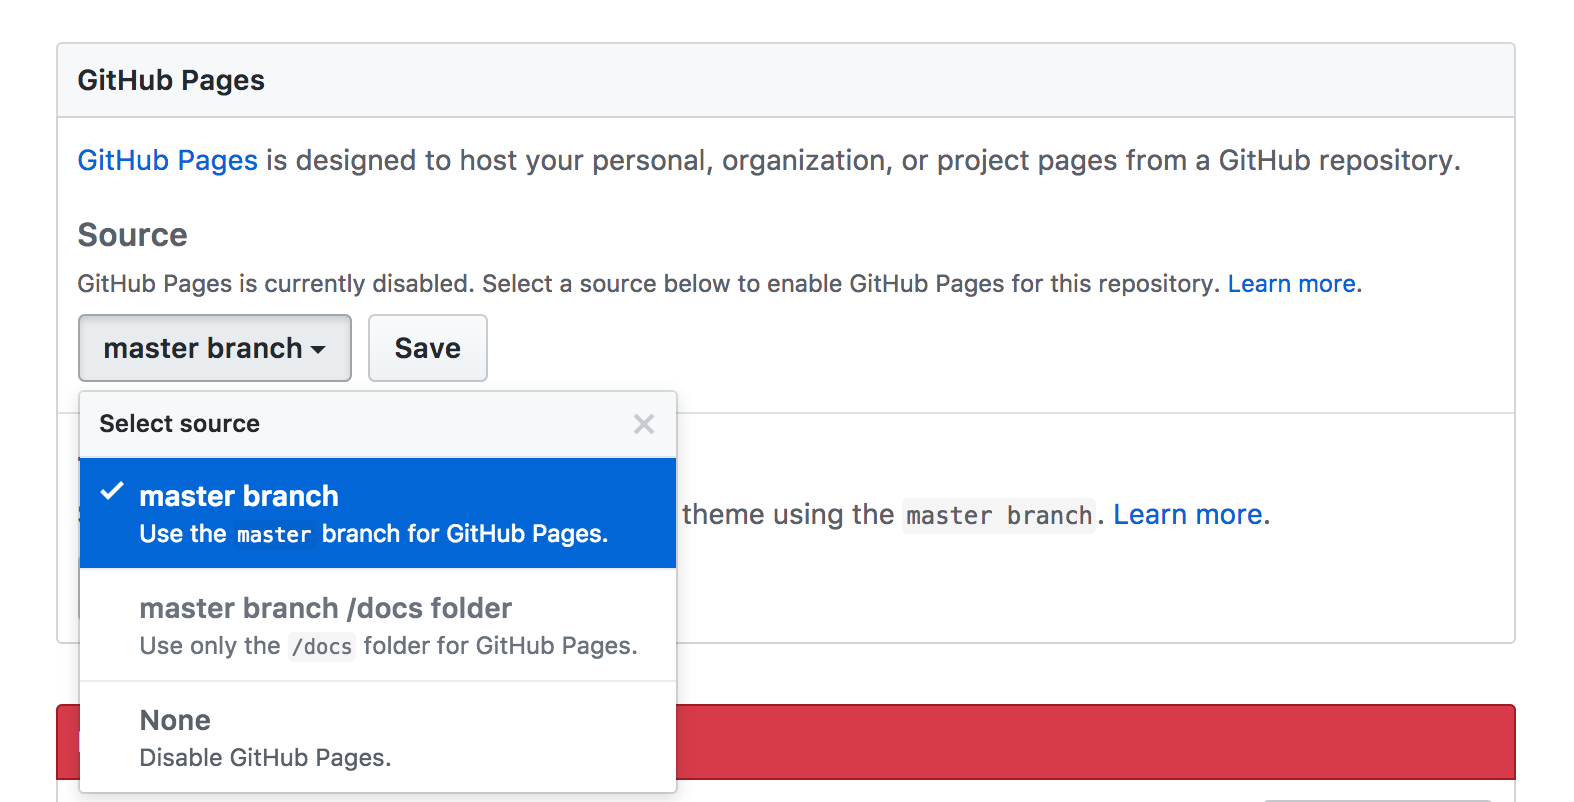 GitHub Pages
GitHub Pages is designed to host your personal, organization, or project pages from a GitHub repository.
Source
GitHub Pages is currently disabled. Select a source below to enable GitHub Pages for this repository. Learn more.
master branch
Save
Select source
master branch
Use the master branch for GitHub Pages.
theme using the master branch. Learn more.
master branch /docs folder
Use only the /docs folder for GitHub Pages.
None
Disable GitHub Pages.